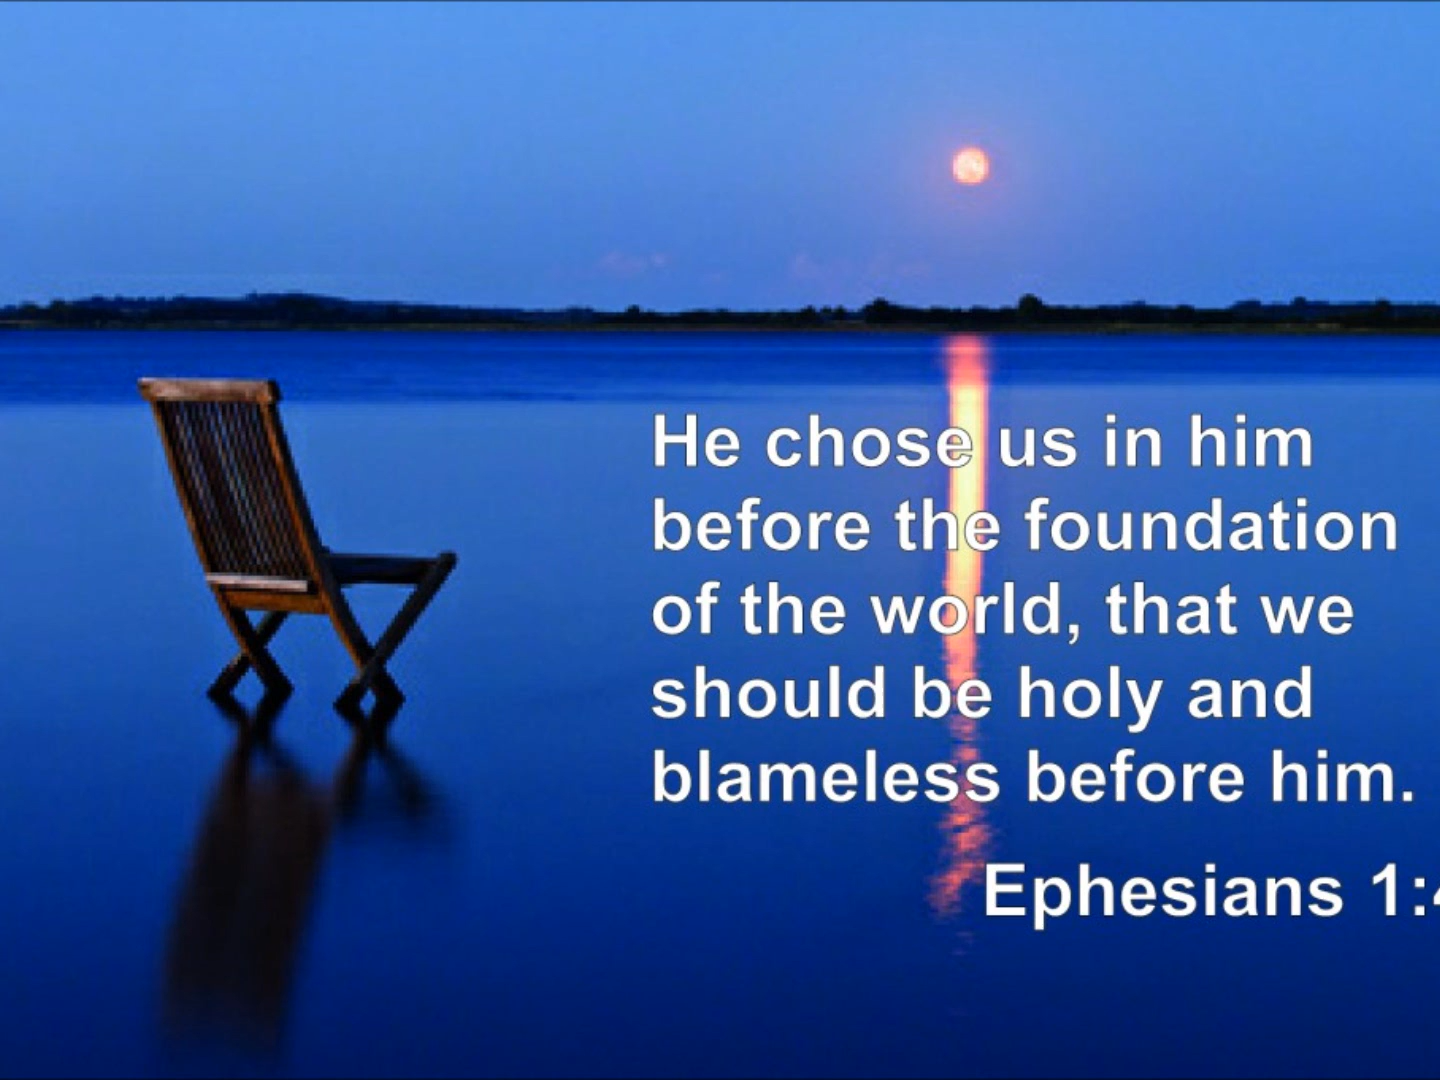 He chose us in him
before the foundation
of the world, that we
should be holy and
blameless before him.
Ephesians 1:4